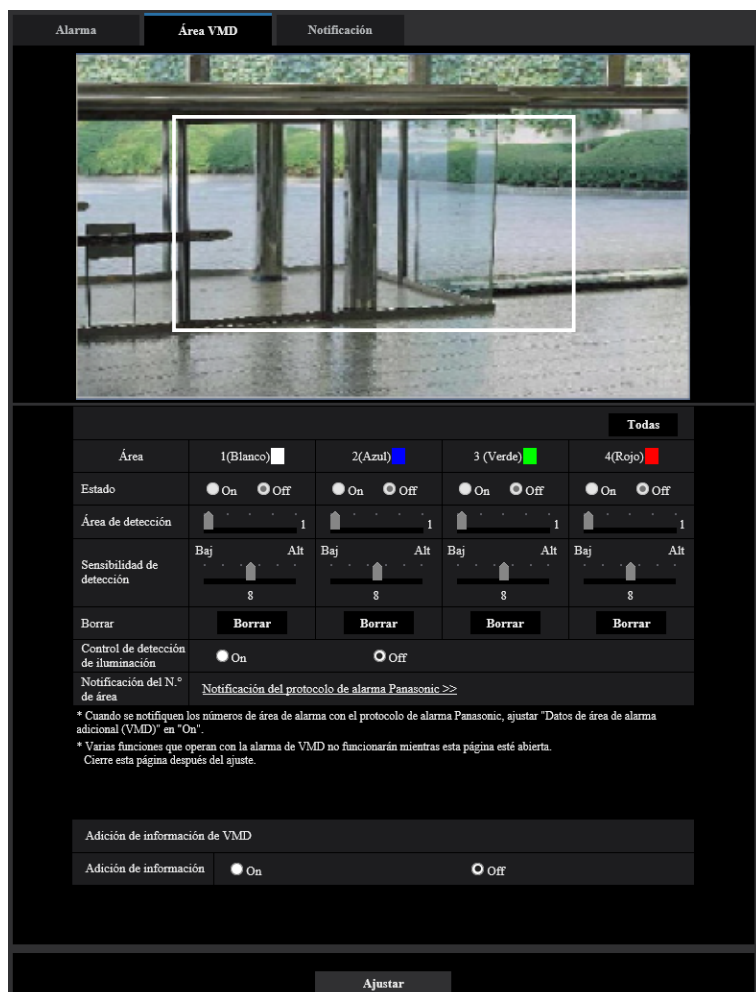 Alarma Área VMD Notificación
Todas
Área 1(Blanco) 2(Azul) 3 (Verde) 4(Rojo)
Estado On Off On Off On Off On Off
Área de detección 1 1 1 1
Baj Alt Baj Alt Baj Alt Baj Alt
Sensibilidad de
detección
8 8 8 8
Borrar Borrar Borrar Borrar Borrar
Control de detección
de iluminación
On Off
Notificación del N.°
de área
Notificación del protocolo de alarma Panasonic >>
* Cuando se notifiquen los números de área de alarma con el protocolo de alarma Panasonic, ajustar "Datos de área de alarma
adicional (VMD)" en "On".
* Varias funciones que operan con la alarma de VMD no funcionarán mientras esta página esté abierta.
Cierre esta página después del ajuste.
Adición de información de VMD
Adición de información On Off
Ajustar